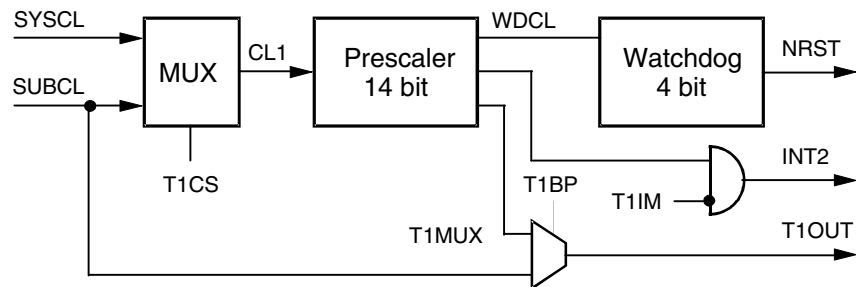 SYSCL
WDCL
SUBCL
MUX
CL1
Prescaler
14 bit
Watchdog
4 bit
NRST
T1CS
T1BP
INT2
T1IM
T1MUX
T1OUT